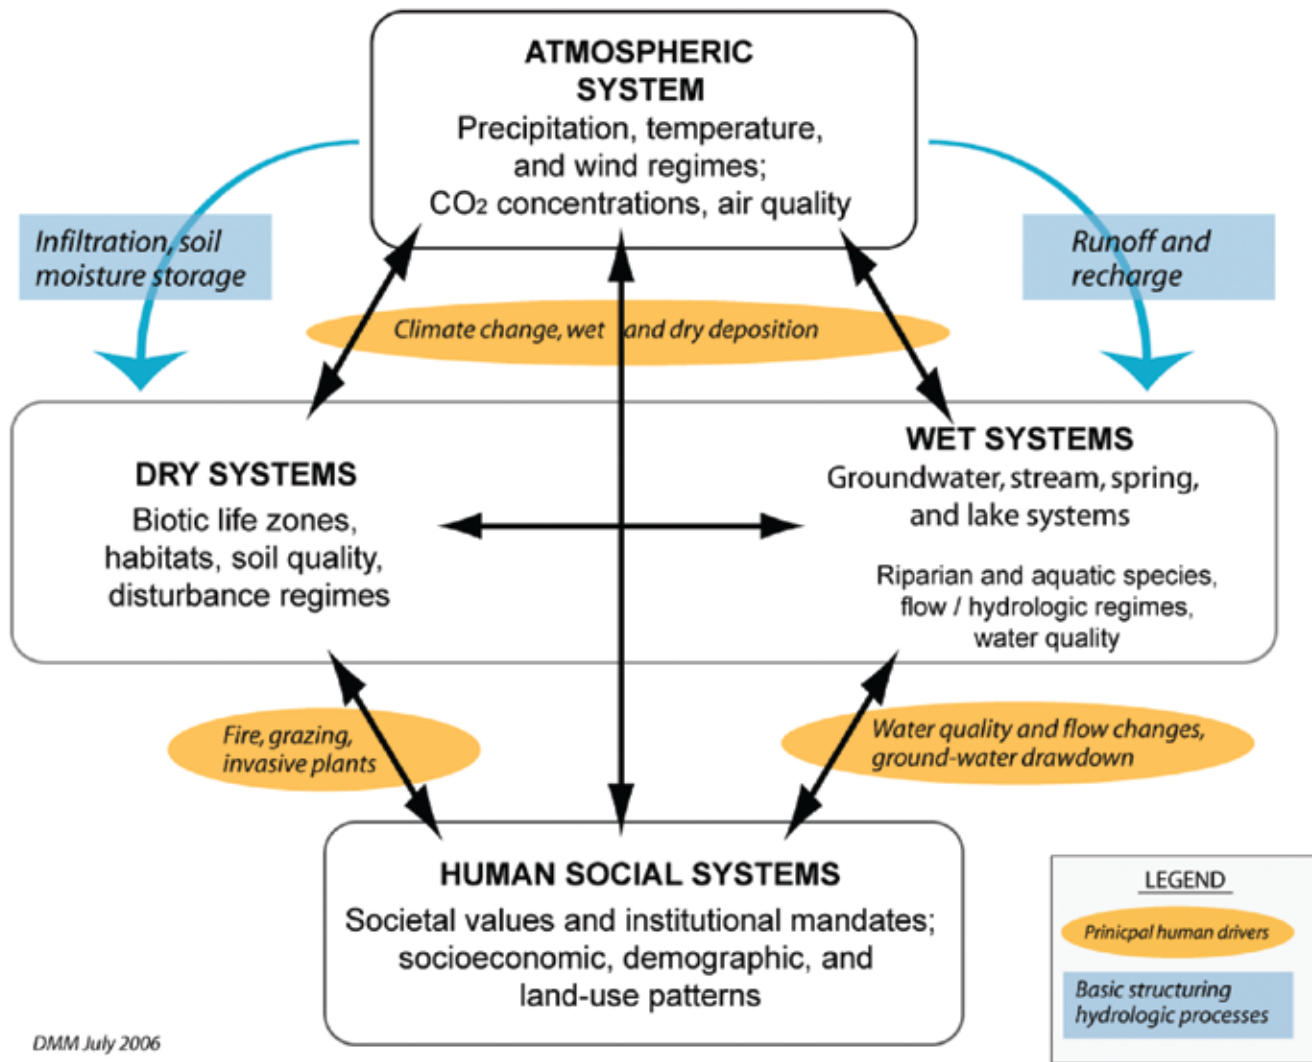 ATMOSPHERIC
SYSTEM
Precipitation, temperature,
and wind regimes;
CO₂ concentrations, air quality
Infiltration, soil
moisture storage
Runoff and
recharge
Climate change, wet and dry deposition
DRY SYSTEMS
Biotic life zones,
habitats, soil quality,
disturbance regimes
WET SYSTEMS
Groundwater, stream, spring,
and lake systems
Riparian and aquatic species,
flow / hydrologic regimes,
water quality
Fire, grazing,
invasive plants
Water quality and flow changes,
ground-water drawdown
HUMAN SOCIAL SYSTEMS
Societal values and institutional mandates;
socioeconomic, demographic, and
land-use patterns
LEGEND
Prinicpal human drivers
Basic structuring
hydrologic processes
DMM July 2006